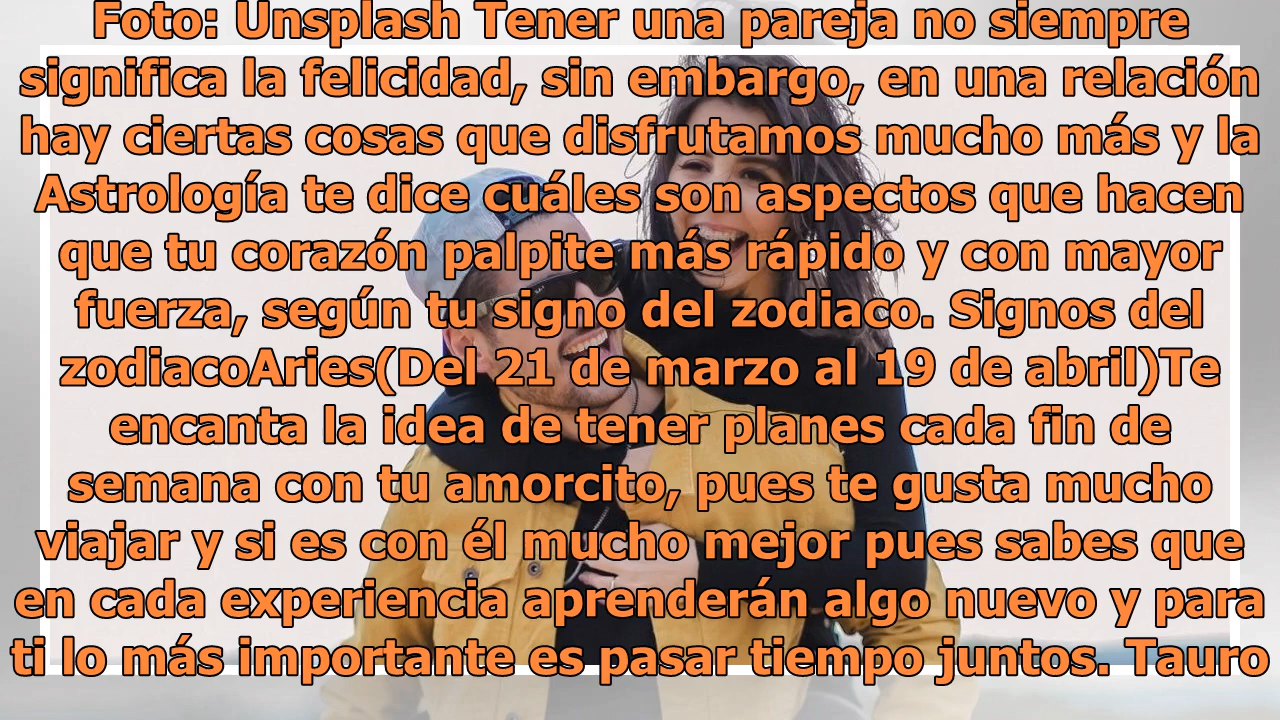 Foto: Unsplash Tener una pareja no siempre
significa la felicidad, sin embargo, en una relación
hay ciertas cosas que disfrutamos mucho más y la
Astrología te dice cuáles son aspectos que hacen
que tu corazón palpite más rápido y con mayor
fuerza, según tu signo del zodiaco. Signos del
zodiacoAries(Del 21 de marzo al 19 de abril)Te
encanta la idea de tener planes cada fin de
semana con tu amorcito, pues te gusta mucho
viajar y si es con él mucho mejor pues sabes que
en cada experiencia aprenderán algo nuevo y para
ti lo más importante es pasar tiempo juntos. Tauro